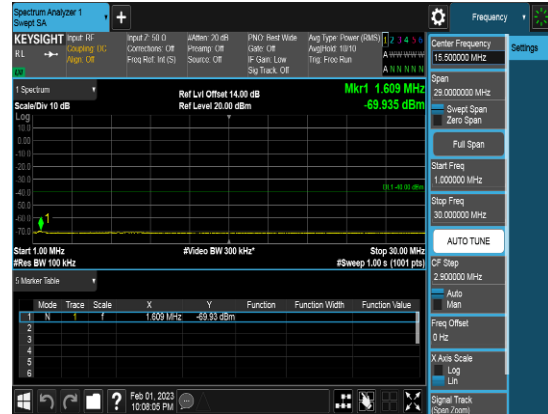 Spectrum Analyzer 1
Swept SA
Frequency
KEYSIGHT
RL
Input: RF
Coupling: DC
Align: Off
Input Z: 50 Ω
Corrections: Off
Freq Ref: Int (S)
#Atten: 20 dB
Preamp: Off
Source: Off
PNO: Best Wide
Gate: Off
IF Gain: Low
Sig Track: Off
Avg Type: Power (RMS)
Avg|Hold: 10/10
Trig: Free Run
1 2 3 4 5 6
A W W W W W
A N N N N N
1 Spectrum
Scale/Div 10 dB
Ref Lvl Offset 14.00 dB
Ref Level 20.00 dBm
Mkr1 1.609 MHz
-69.935 dBm
Log
10.0
0.00
-10.0
-20.0
-30.0
-40.0
-50.0
-60.0
-70.0
DL1 -40.00 dBm
1
Start 1.00 MHz
#Res BW 100 kHz
#Video BW 300 kHz*
Stop 30.00 MHz
#Sweep 1.00 s (1001 pts)
5 Marker Table
Mode Trace Scale X Y Function Function Width Function Value
1 N 1 f 1.609 MHz -69.93 dBm
2
3
4
5
6
Feb 01, 2023
10:08:05 PM
Center Frequency
15.500000 MHz
Settings
Span
29.0000000 MHz
Swept Span
Zero Span
Full Span
Start Freq
1.000000 MHz
Stop Freq
30.000000 MHz
AUTO TUNE
CF Step
2.900000 MHz
Auto
Man
Freq Offset
0 Hz
X Axis Scale
Log
Lin
Signal Track
(Span Zoom)